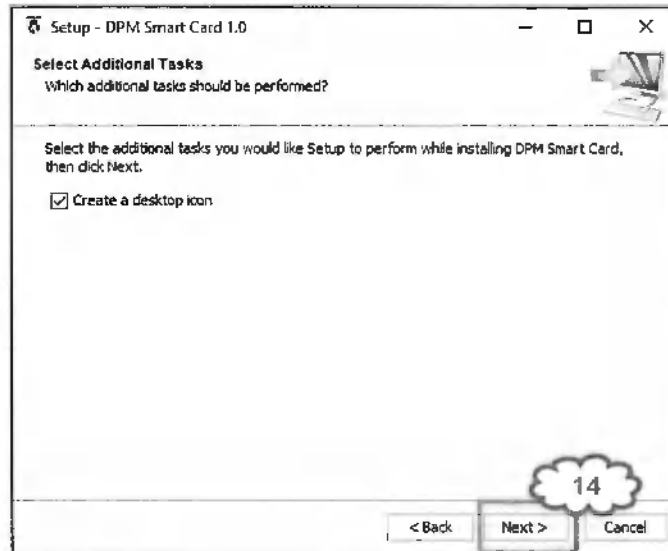 Setup - DPM Smart Card 1.0
Select Additional Tasks
Which additional tasks should be performed?
Select the additional tasks you would like Setup to perform while installing DPM Smart Card,
then click Next.
Create a desktop icon
14
< Back Next > Cancel